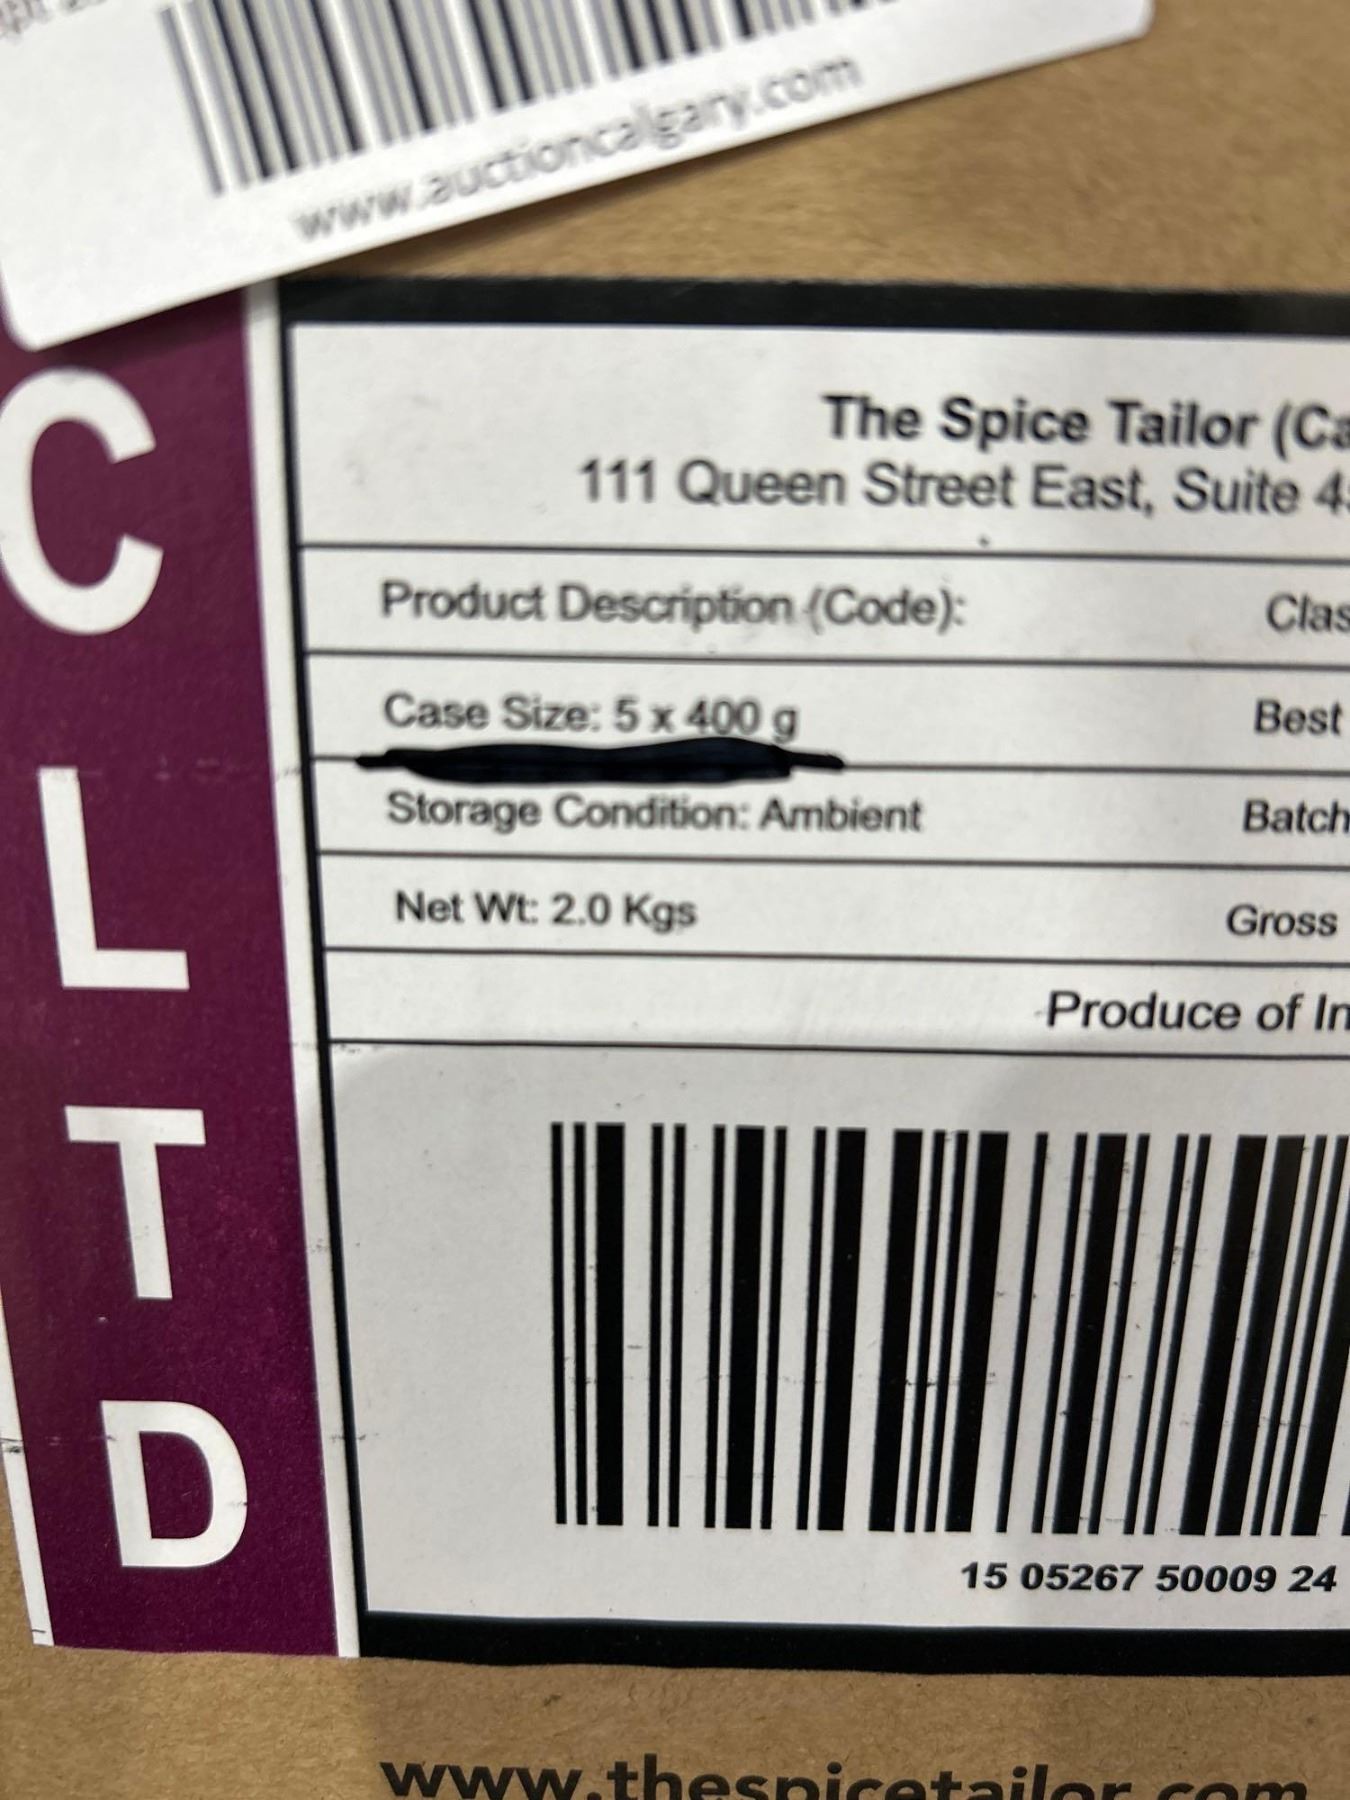 www.auctioncalgary.com
The Spice Tailor (Ca
111 Queen Street East, Suite 4
Product Description (Code): Clas
Case Size: 5 x 400 g Best
Storage Condition: Ambient Batch
Net Wt: 2.0 Kgs Gross
Produce of In
15 05267 50009 24
C
L
T
D
www.thespicetailor.com